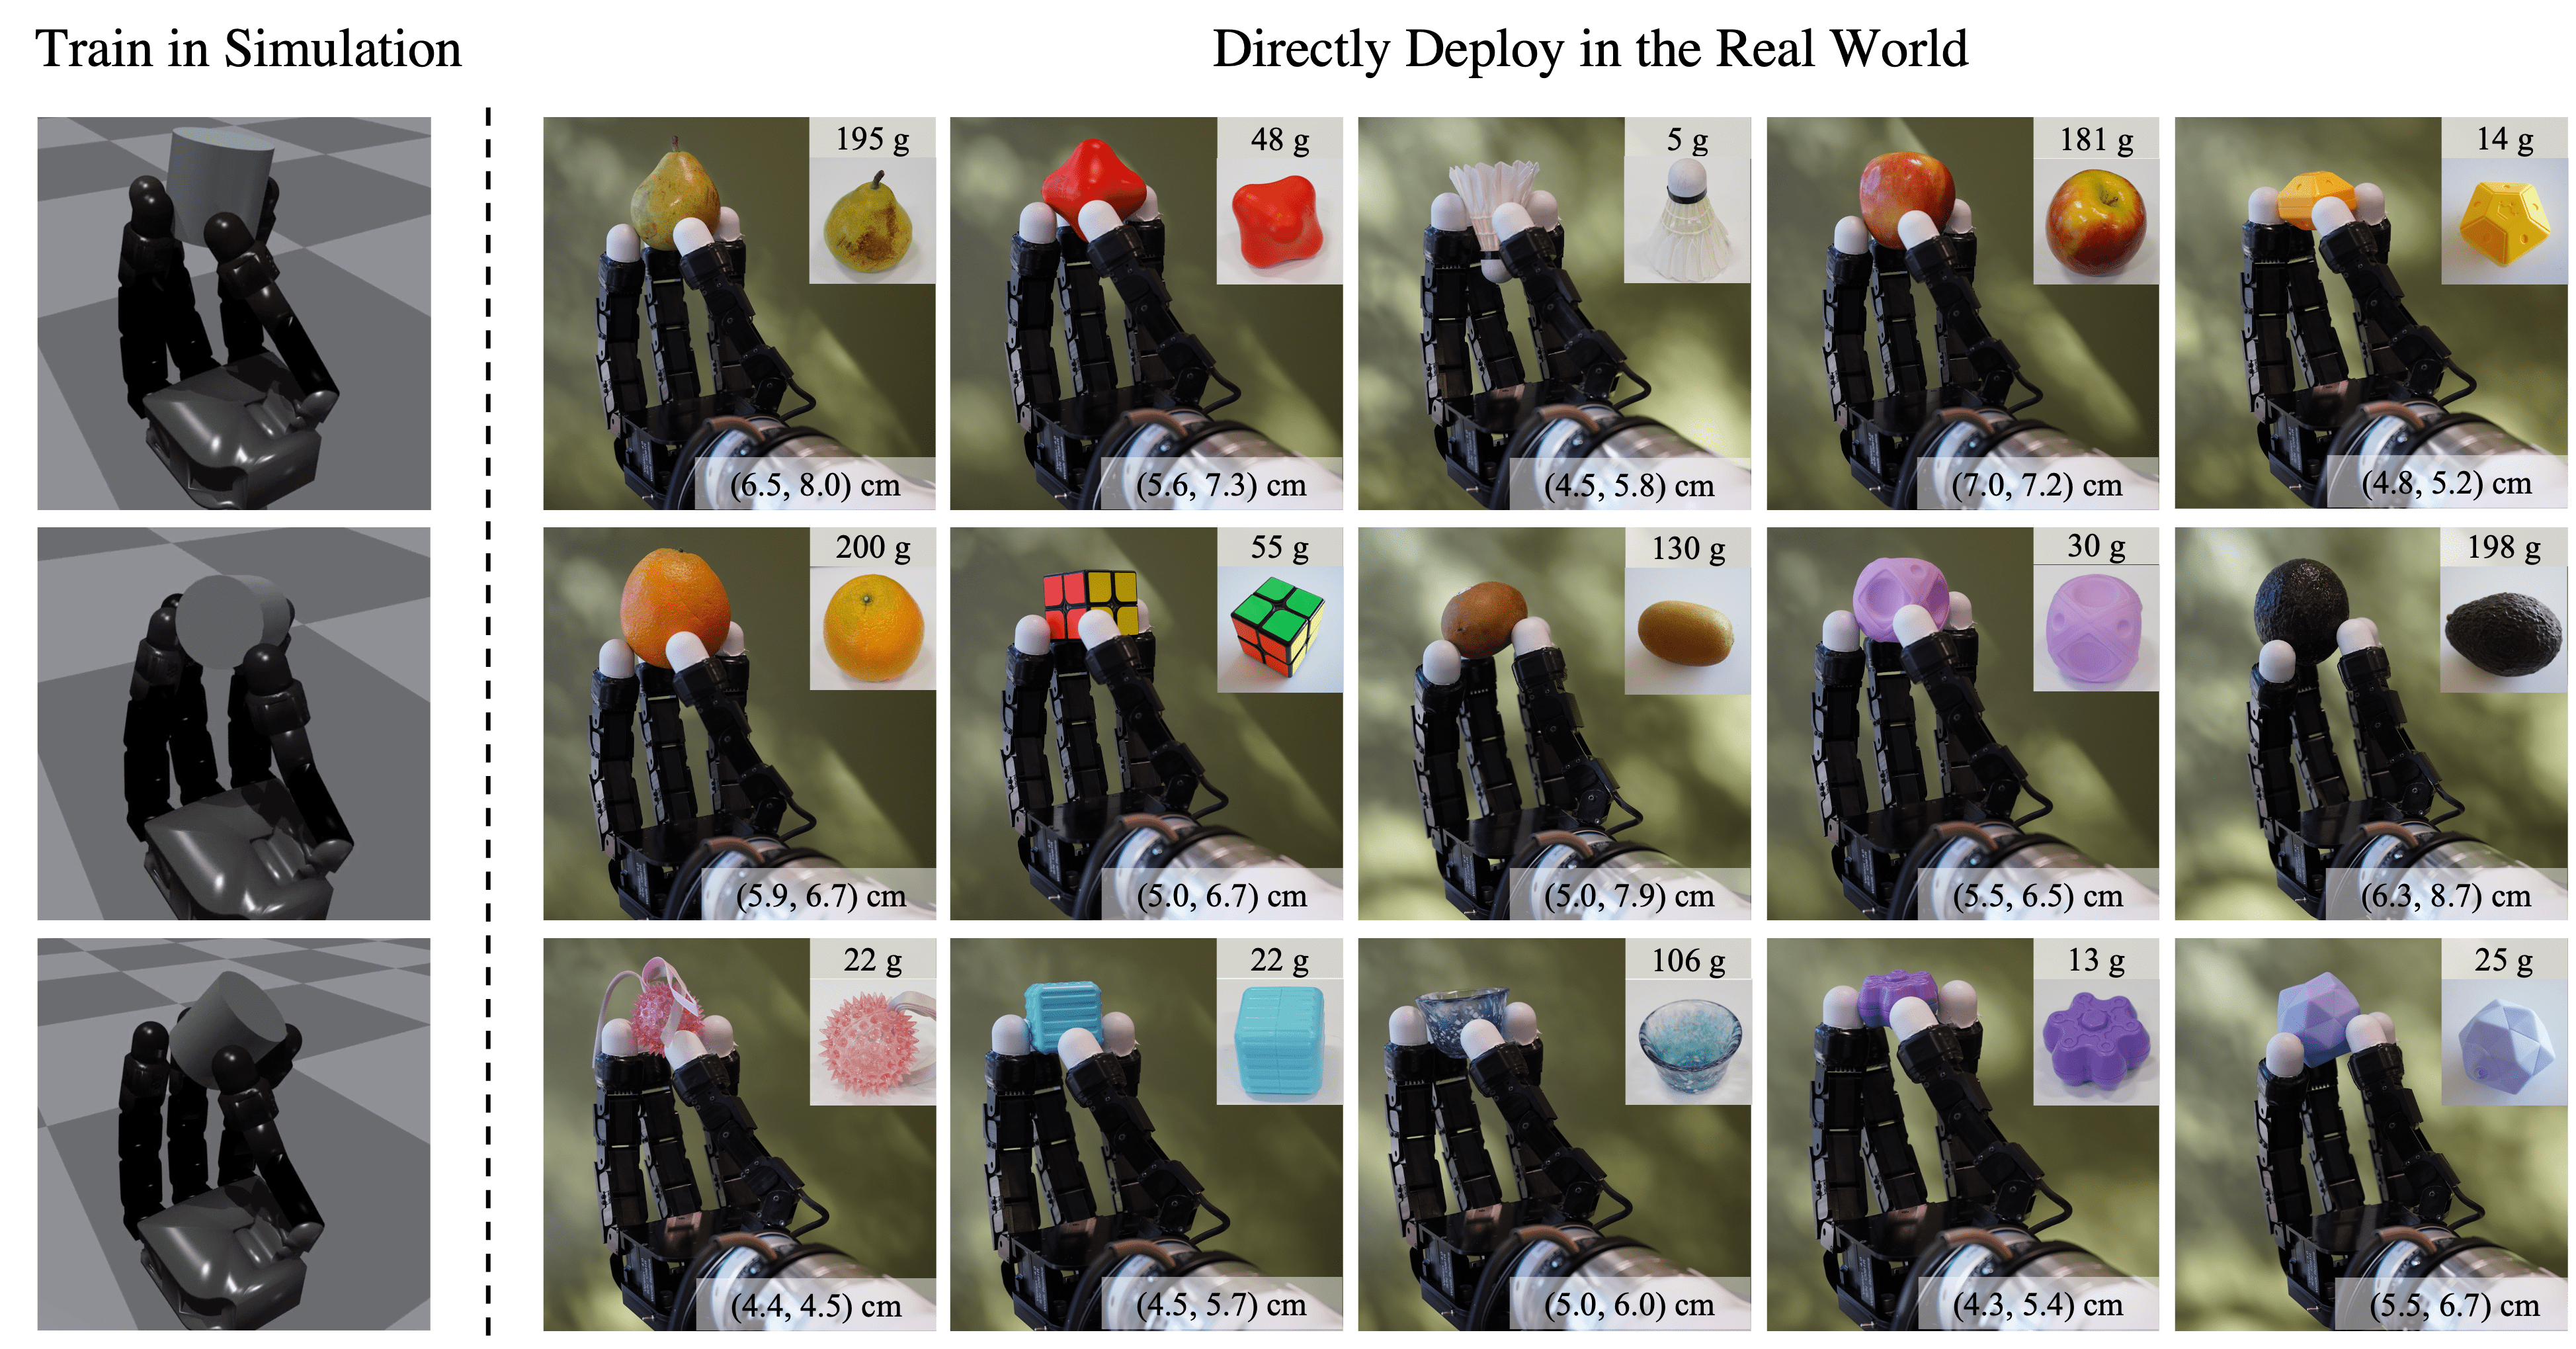 Train in Simulation
Directly Deploy in the Real World
195 g
48 g
5 g
181 g
14 g
(6.5, 8.0) cm
(5.6, 7.3) cm
(4.5, 5.8) cm
(7.0, 7.2) cm
(4.8, 5.2) cm
200 g
55 g
130 g
30 g
198 g
(5.9, 6.7) cm
(5.0, 6.7) cm
(5.0, 7.9) cm
(5.5, 6.5) cm
(6.3, 8.7) cm
22 g
22 g
106 g
13 g
25 g
(4.4, 4.5) cm
(4.5, 5.7) cm
(5.0, 6.0) cm
(4.3, 5.4) cm
(5.5, 6.7) cm